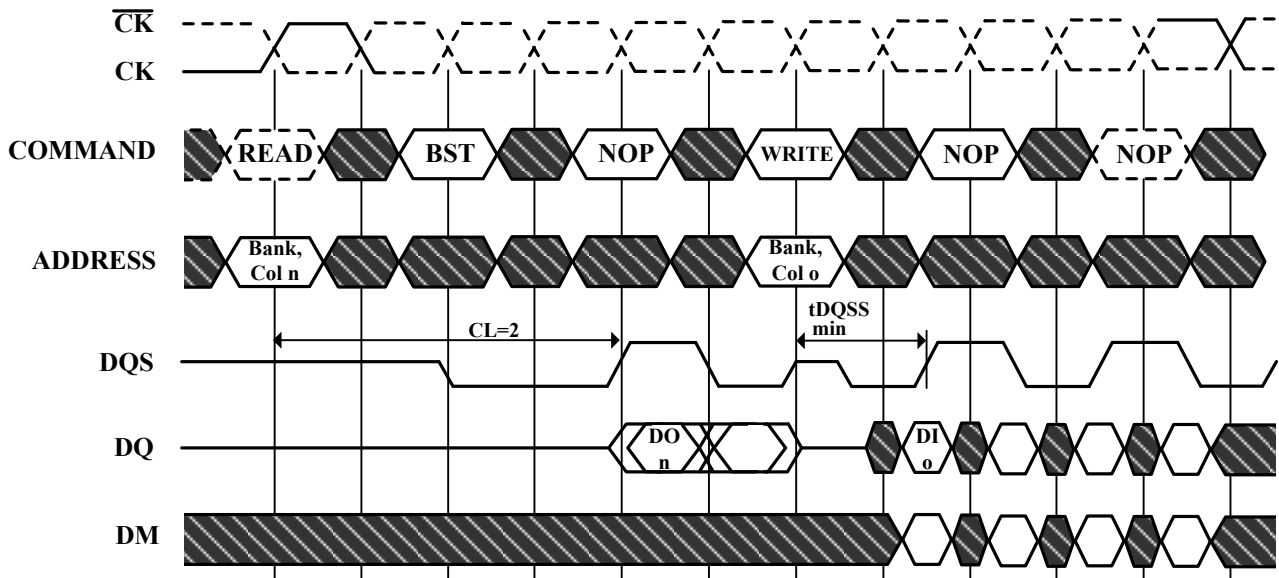 CK
CK
COMMAND
READ
BST
NOP
WRITE
NOP
NOP
ADDRESS
Bank,
Col n
Bank,
Col o
CL=2
tDQSS
min
DQS
DQ
DO
n
DI
o
DM